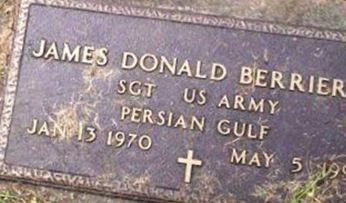 JAMES DONALD BERRIER
SGT US ARMY
PERSIAN GULF
JAN 13 1970
MAY 5